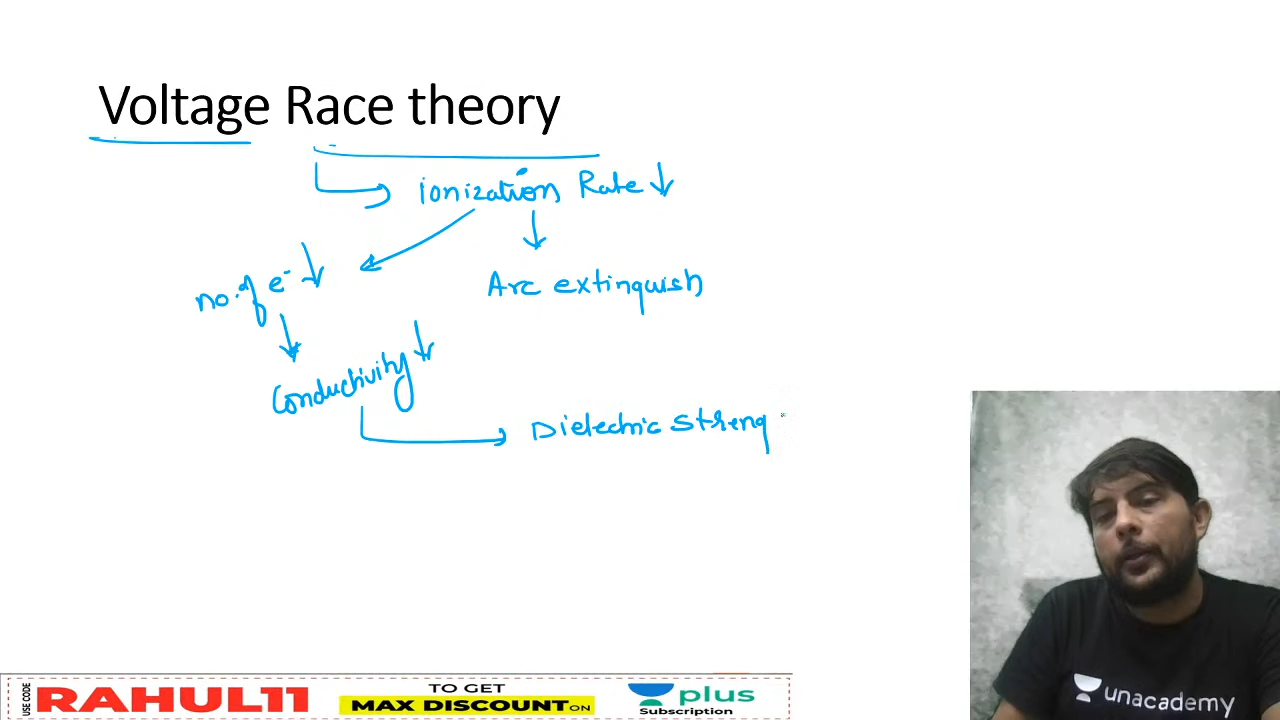 Voltage Race theory
ionization Rate ↓
no. of e- ↓
Arc extinquish
Conductivity ↓
Dielectric streng
unacademy
USE CODE
RAHUL11
TO GET
MAX DISCOUNT ON
plus
Subscription